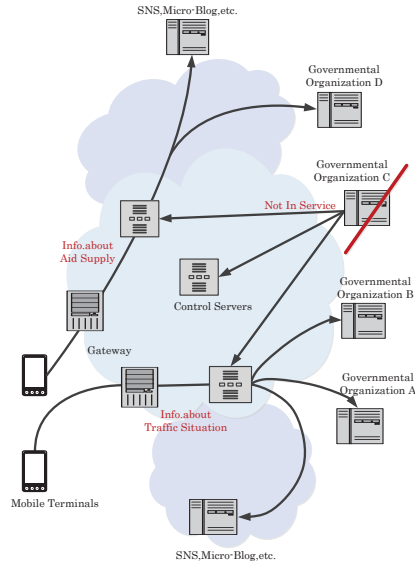 SNS,Micro-Blog,etc.
Governmental
Organization D
Governmental
Organization C
Not In Service
Info.about
Aid Supply
Control Servers
Governmental
Organization B
Gateway
Governmental
Organization A
Info.about
Traffic Situation
Mobile Terminals
SNS,Micro-Blog,etc.